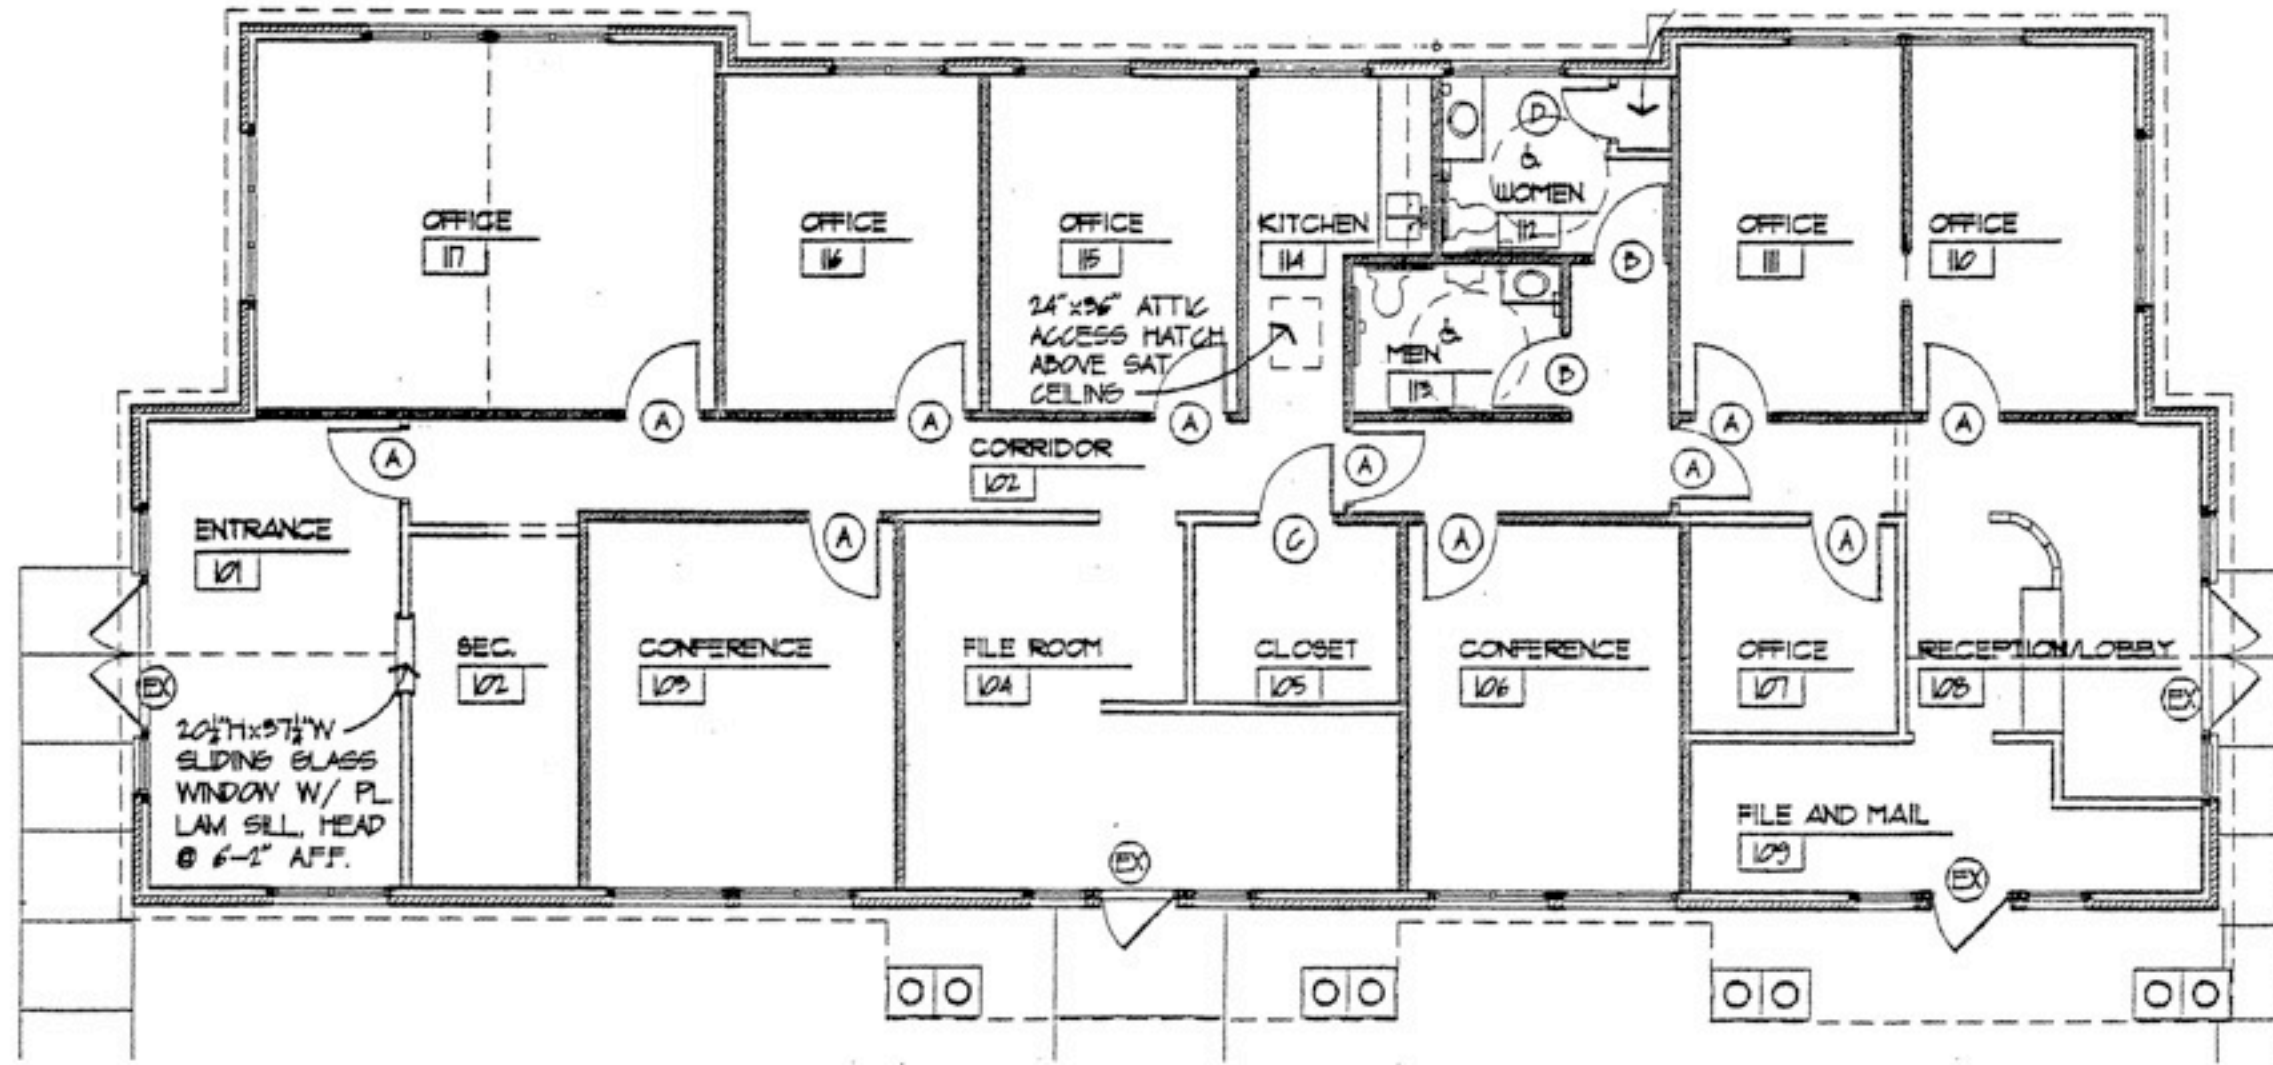 OFFICE
117
OFFICE
116
OFFICE
115
24"x36" ATTIC
ACCESS HATCH
ABOVE SAT
CEILING
KITCHEN
114
D
WOMEN
112
B
MEN
113
B
OFFICE
111
OFFICE
110
A
A
A
A
A
A
A
A
A
CORRIDOR
102
ENTRANCE
101
A
C
A
A
SEC.
102
CONFERENCE
103
FILE ROOM
104
CLOSET
105
CONFERENCE
106
OFFICE
107
RECEPTION/LOBBY
108
EX
EX
20¼"H x 37¼"W
SLIDING GLASS
WINDOW W/ PL
LAM SILL, HEAD
@ 6-2" A.F.F.
FILE AND MAIL
109
EX
EX